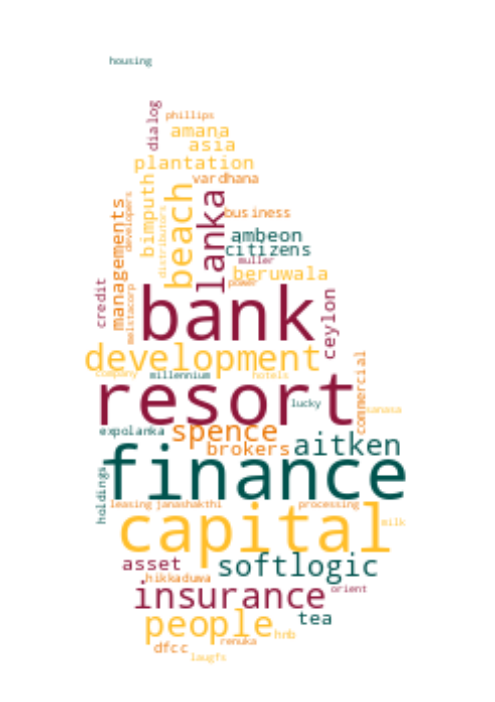 housing
dialog
phillips
amana
asia
plantation
vardhana
bimputh
distributors
beach
lanka
business
managements
developers
ambeon
citizens
muller
beruwala
power
credit
melstacorp
bank
ceylon
development
company
millennium
hotels
commercial
resort
lucky
sanasa
expolanka
spence
brokers
aitken
finance
holdings
leasing
janashakthi
processing
capital
milk
asset
softlogic
hikkaduwa
insurance
orient
people
tea
hnb
renuka
dfcc
laugfs